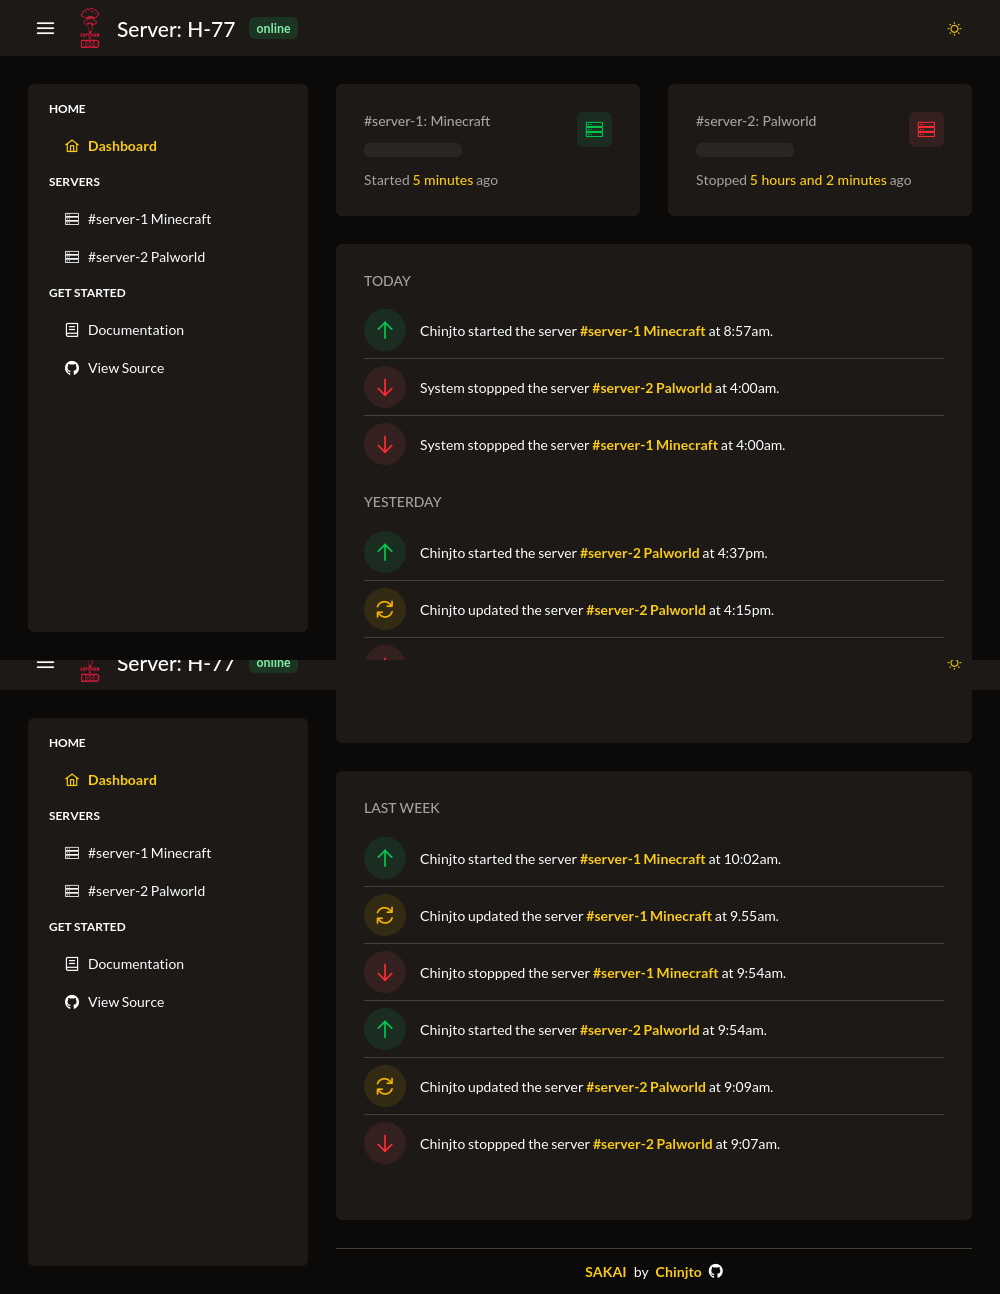 Server: H-77 online
HOME
Dashboard
SERVERS
#server-1 Minecraft
#server-2 Palworld
GET STARTED
Documentation
View Source
#server-1: Minecraft
Started 5 minutes ago
#server-2: Palworld
Stopped 5 hours and 2 minutes ago
TODAY
Chinjto started the server #server-1 Minecraft at 8:57am.
System stoppped the server #server-2 Palworld at 4:00am.
System stoppped the server #server-1 Minecraft at 4:00am.
YESTERDAY
Chinjto started the server #server-2 Palworld at 4:37pm.
Chinjto updated the server #server-2 Palworld at 4:15pm.
Server: H-77 online
HOME
Dashboard
SERVERS
#server-1 Minecraft
#server-2 Palworld
GET STARTED
Documentation
View Source
LAST WEEK
Chinjto started the server #server-1 Minecraft at 10:02am.
Chinjto updated the server #server-1 Minecraft at 9.55am.
Chinjto stoppped the server #server-1 Minecraft at 9:54am.
Chinjto started the server #server-2 Palworld at 9:54am.
Chinjto updated the server #server-2 Palworld at 9:09am.
Chinjto stoppped the server #server-2 Palworld at 9:07am.
SAKAI by Chinjto